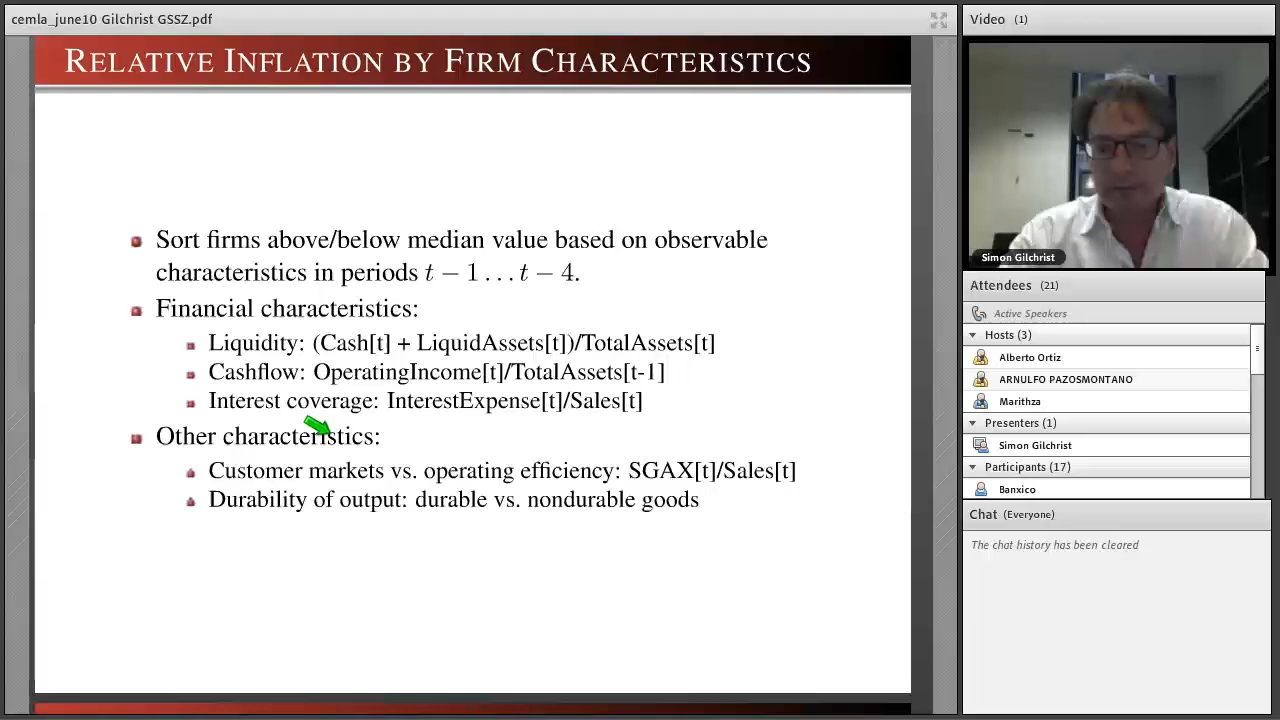 cemla_june10 Gilchrist GSSZ.pdf
RELATIVE INFLATION BY FIRM CHARACTERISTICS
Sort firms above/below median value based on observable
characteristics in periods t − 1 . . . t − 4.
Financial characteristics:
Liquidity: (Cash[t] + LiquidAssets[t])/TotalAssets[t]
Cashflow: OperatingIncome[t]/TotalAssets[t-1]
Interest coverage: InterestExpense[t]/Sales[t]
Other characteristics:
Customer markets vs. operating efficiency: SGAX[t]/Sales[t]
Durability of output: durable vs. nondurable goods
Video (1)
Simon Gilchrist
Attendees (21)
Active Speakers
Hosts (3)
Alberto Ortiz
ARNULFO PAZOSMONTANO
Marithza
Presenters (1)
Simon Gilchrist
Participants (17)
Banxico
Chat (Everyone)
The chat history has been cleared